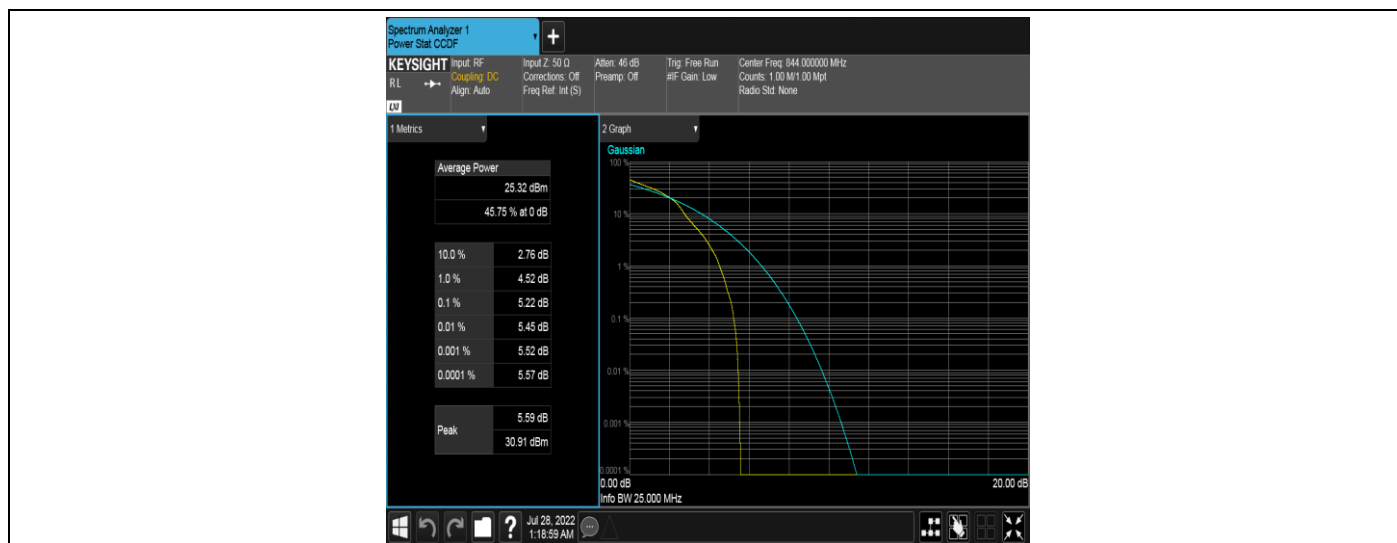 Spectrum Analyzer 1
Power Stat CCDF
+
KEYSIGHT
R L
LXI
Input: RF
Coupling: DC
Align: Auto
Input Z: 50 Ω
Corrections: Off
Freq Ref: Int (S)
Atten: 46 dB
Preamp: Off
Trig: Free Run
#IF Gain: Low
Center Freq: 844.000000 MHz
Counts: 1.00 M/1.00 Mpt
Radio Std: None
1 Metrics
Average Power
25.32 dBm
45.75 % at 0 dB
10.0 % 2.76 dB
1.0 % 4.52 dB
0.1 % 5.22 dB
0.01 % 5.45 dB
0.001 % 5.52 dB
0.0001 % 5.57 dB
Peak
5.59 dB
30.91 dBm
2 Graph
Gaussian
100 %
10 %
1 %
0.1 %
0.01 %
0.001 %
0.0001 %
0.00 dB 20.00 dB
Info BW 25.000 MHz
?
Jul 28, 2022
1:18:59 AM